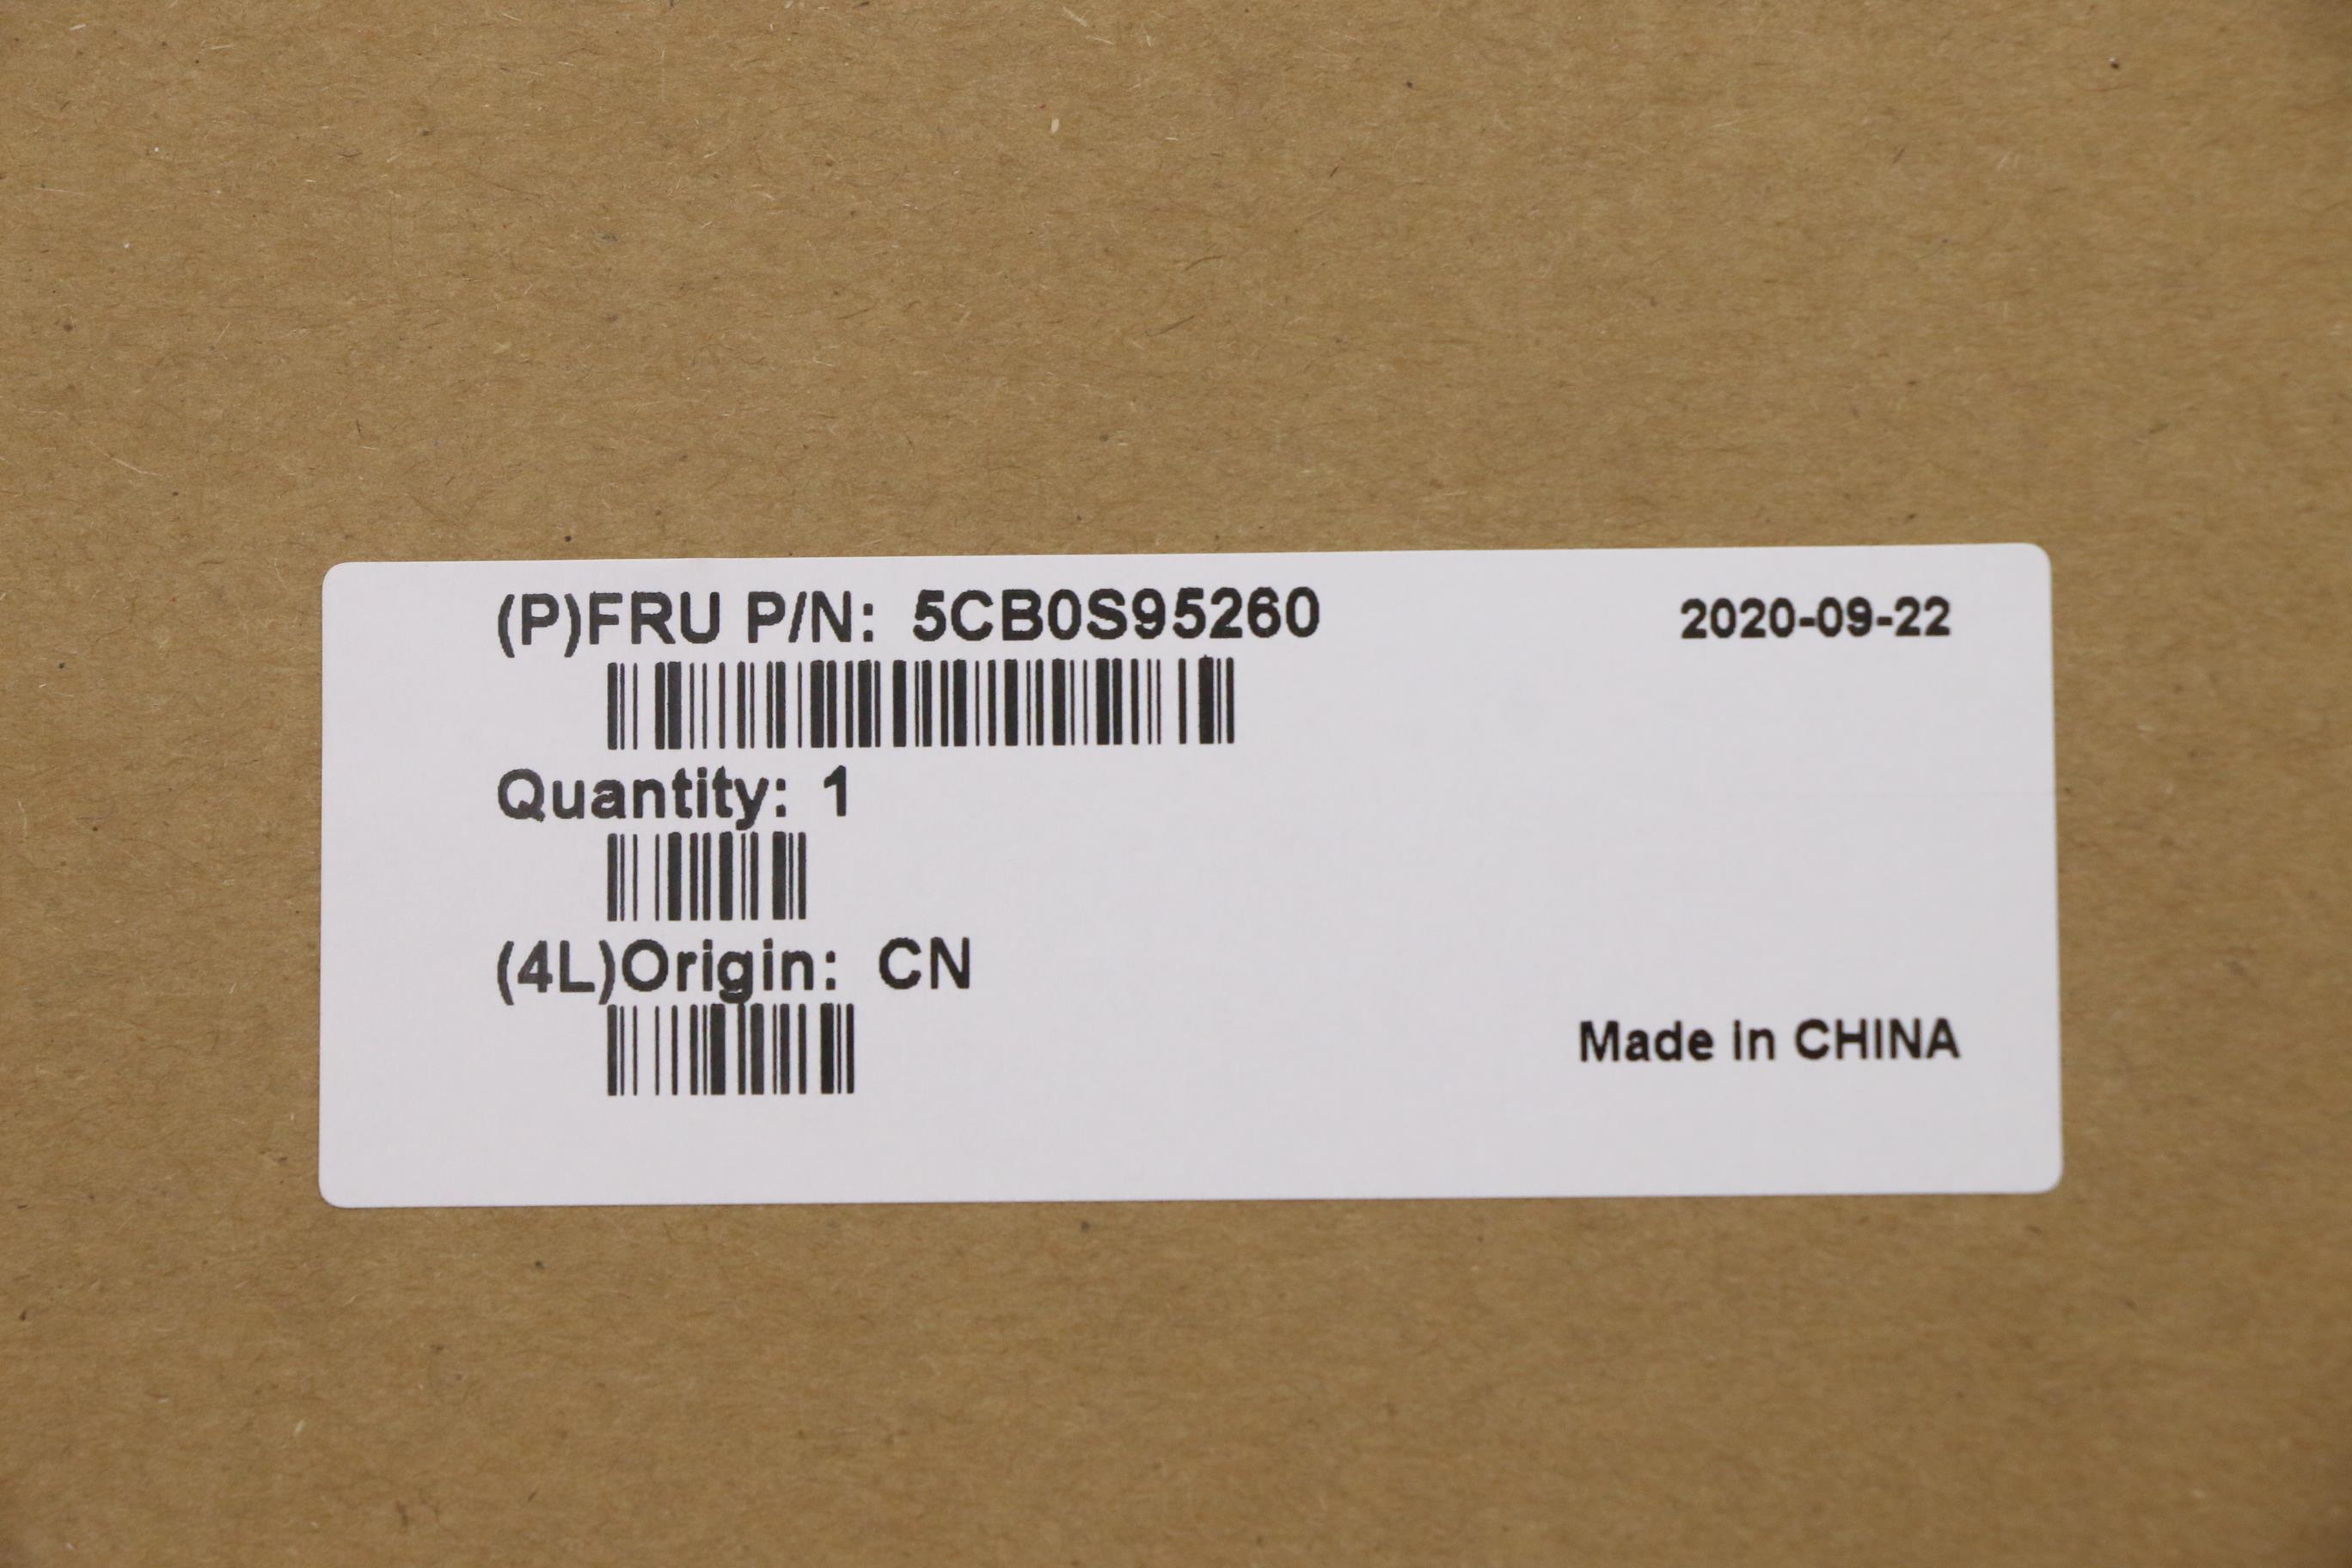 (P)FRU P/N: 5CB0S95260
2020-09-22
Quantity: 1
(4L)Origin: CN
Made in CHINA